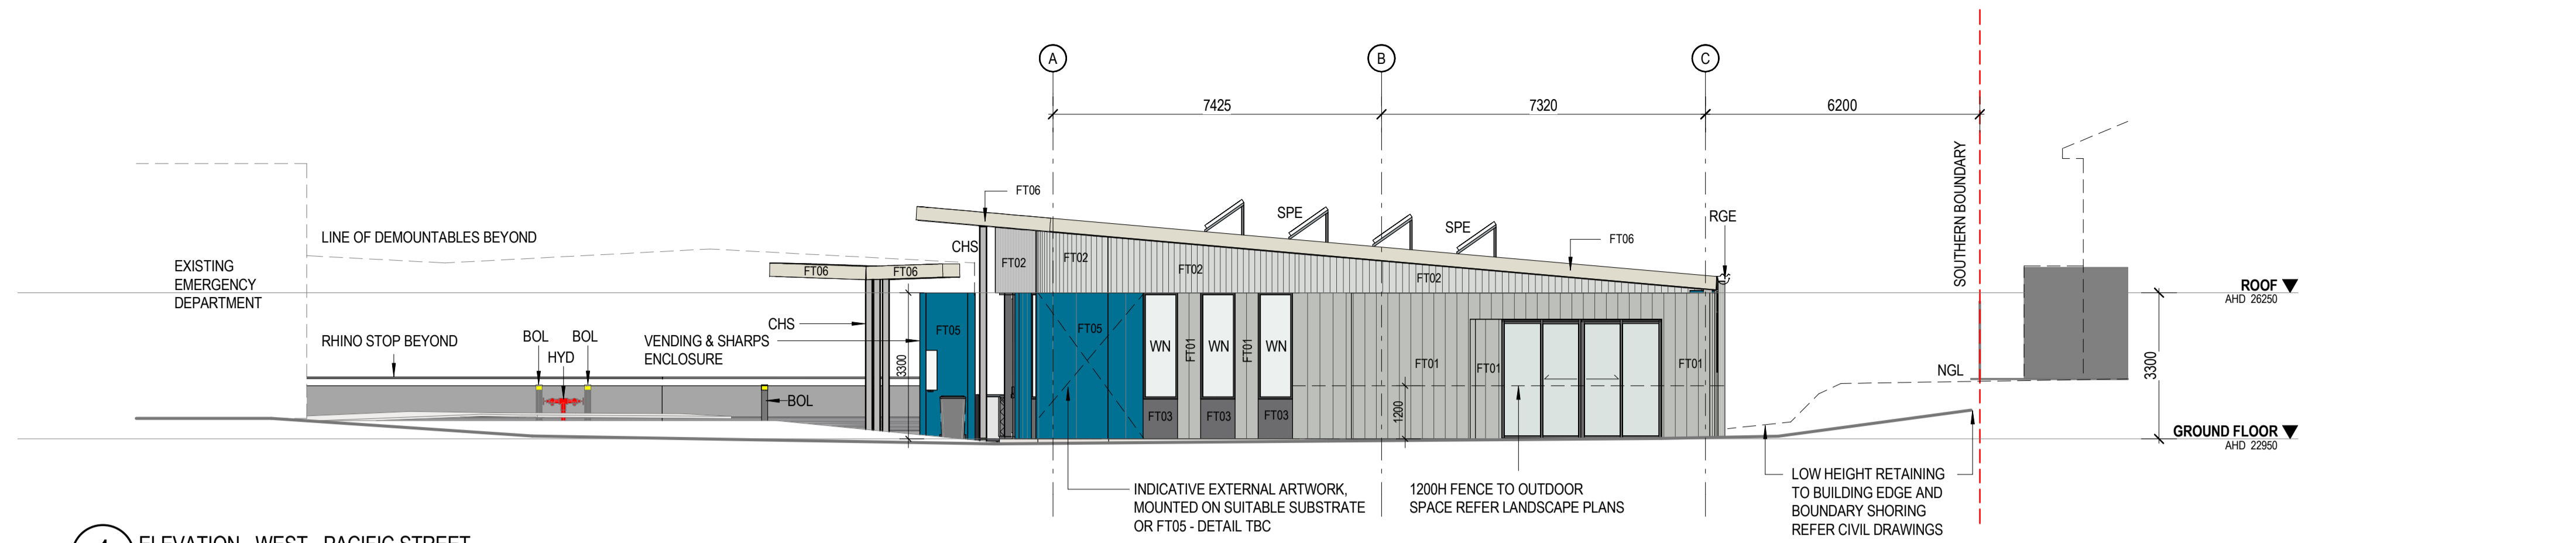 A
B
C
7425
7320
6200
SOUTHERN BOUNDARY
FT06
SPE
SPE
RGE
FT06
LINE OF DEMOUNTABLES BEYOND
CHS
FT02
FT02
FT02
FT02
EXISTING
EMERGENCY
DEPARTMENT
FT06
FT06
ROOF
AHD 26250
CHS
FT05
FT05
RHINO STOP BEYOND
BOL
BOL
HYD
VENDING & SHARPS
ENCLOSURE
3300
WN
FT01
WN
FT01
WN
FT01
FT01
FT01
NGL
3300
BOL
FT03
FT03
FT03
1200
GROUND FLOOR
AHD 22950
INDICATIVE EXTERNAL ARTWORK,
MOUNTED ON SUITABLE SUBSTRATE
OR FT05 - DETAIL TBC
1200H FENCE TO OUTDOOR
SPACE REFER LANDSCAPE PLANS
LOW HEIGHT RETAINING
TO BUILDING EDGE AND
BOUNDARY SHORING
REFER CIVIL DRAWINGS
ELEVATION - WEST - PACIFIC STREET